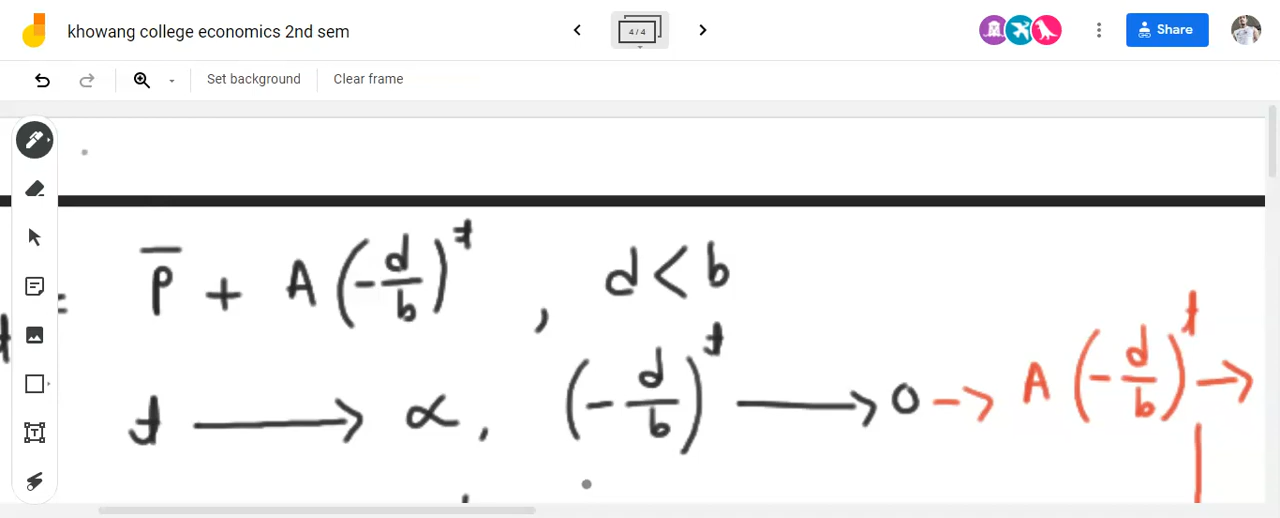 khowang college economics 2nd sem
4 / 4
Share
Set background
Clear frame
= p̅ + A(-d/b)^t , d < b
t ⟶ α, (-d/b)^t ⟶ 0 → A(-d/b)^t →